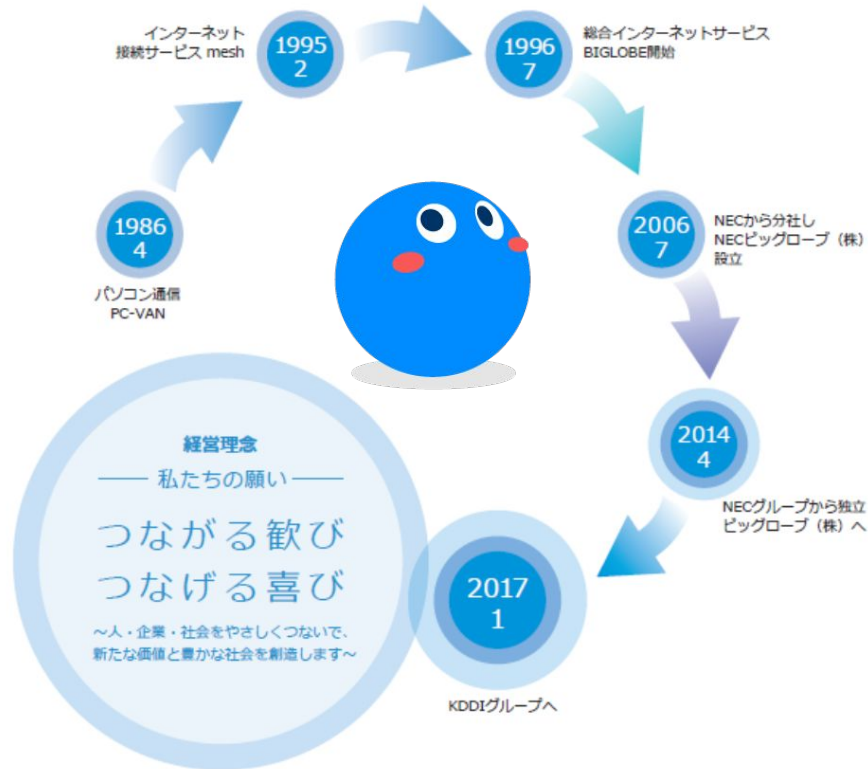 1986
4
パソコン通信
PC-VAN
インターネット
接続サービス mesh
1995
2
1996
7
総合インターネットサービス
BIGLOBE開始
2006
7
NECから分社し
NECビッグローブ（株）
設立
2014
4
NECグループから独立
ビッグローブ（株）へ
2017
1
KDDIグループへ
経営理念
私たちの願い
つながる歓び
つなげる喜び
～人・企業・社会をやさしくつないで、
新たな価値と豊かな社会を創造します～